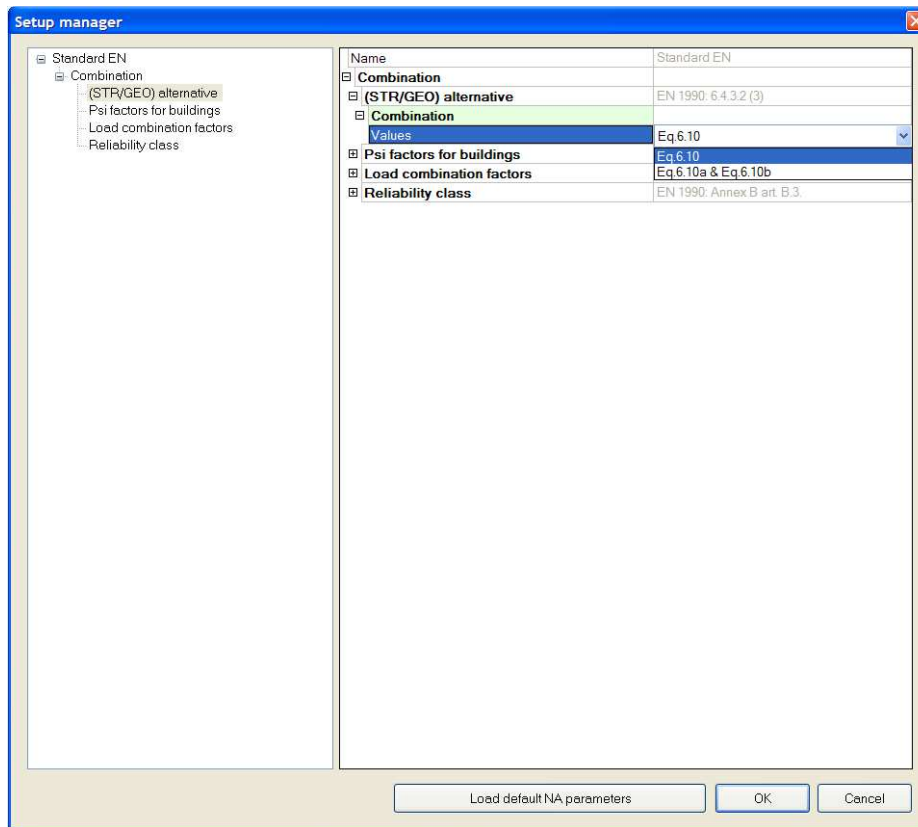 Setup manager
Standard EN
Combination
(STR/GEO) alternative
Psi factors for buildings
Load combination factors
Reliability class
Name Standard EN
Combination
(STR/GEO) alternative EN 1990: 6.4.3.2 (3)
Combination
Values Eq.6.10
Psi factors for buildings Eq.6.10
Load combination factors Eq.6.10a & Eq.6.10b
Reliability class EN 1990: Annex B art. B.3.
Load default NA parameters OK Cancel